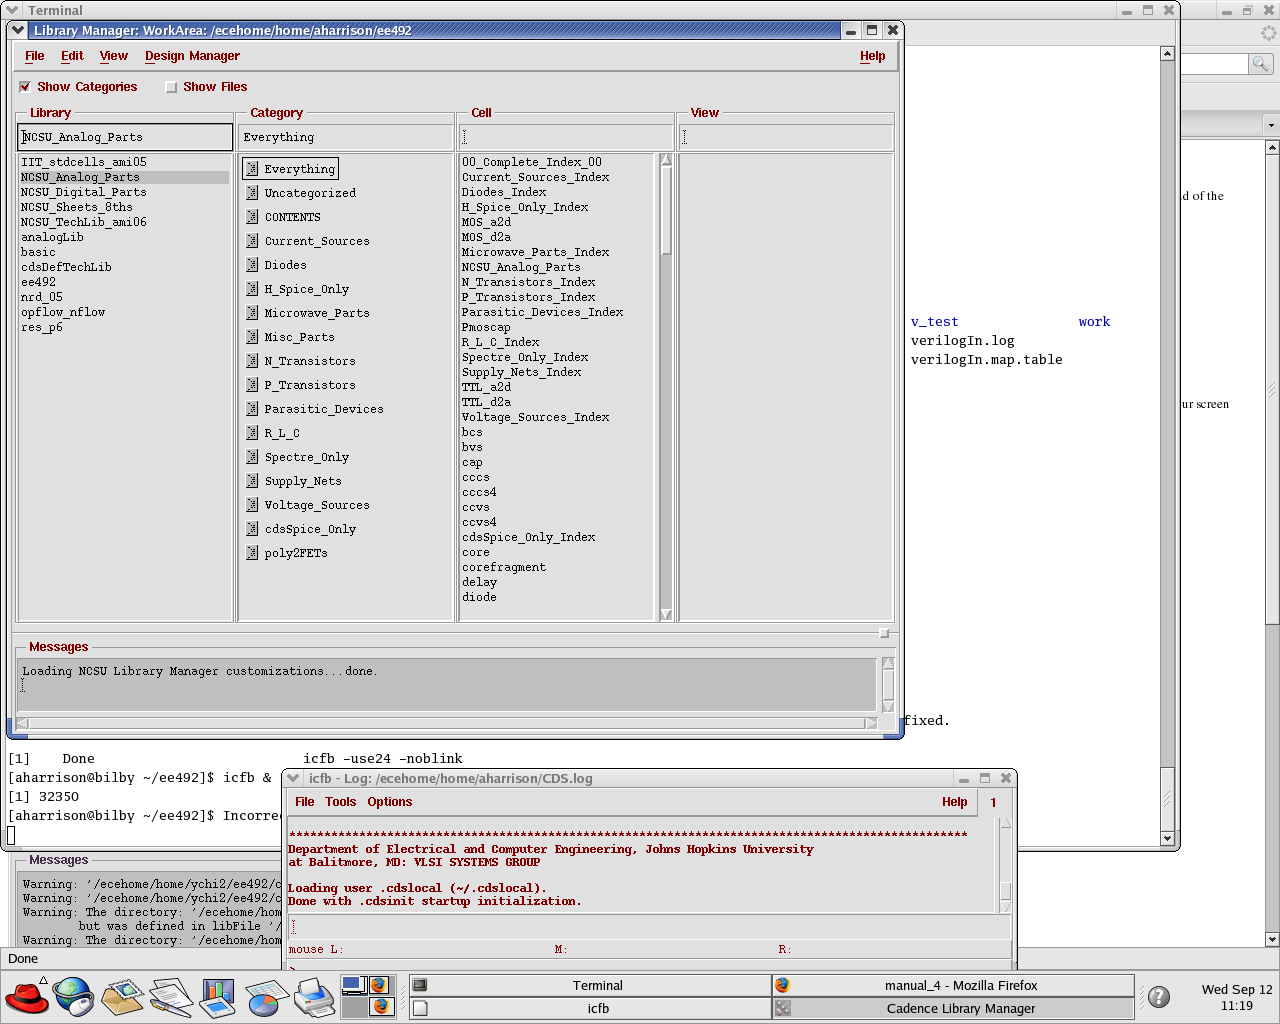 Terminal
Library Manager: WorkArea: /ecehome/home/aharrison/ee492
File Edit View Design Manager Help
Show Categories Show Files
Library Category Cell View
NCSU_Analog_Parts Everything
IIT_stdcells_ami05
NCSU_Analog_Parts
NCSU_Digital_Parts
NCSU_Sheets_8ths
NCSU_TechLib_ami06
analogLib
basic
cdsDefTechLib
ee492
nrd_05
opflow_nflow
res_p6
Everything
Uncategorized
CONTENTS
Current_Sources
Diodes
H_Spice_Only
Microwave_Parts
Misc_Parts
N_Transistors
P_Transistors
Parasitic_Devices
R_L_C
Spectre_Only
Supply_Nets
Voltage_Sources
cdsSpice_Only
poly2FETs
00_Complete_Index_00
Current_Sources_Index
Diodes_Index
H_Spice_Only_Index
MOS_a2d
MOS_d2a
Microwave_Parts_Index
NCSU_Analog_Parts
N_Transistors_Index
P_Transistors_Index
Parasitic_Devices_Index
Pmoscap
R_L_C_Index
Spectre_Only_Index
Supply_Nets_Index
TTL_a2d
TTL_d2a
Voltage_Sources_Index
bcs
bvs
cap
cccs
cccs4
ccvs
ccvs4
cdsSpice_Only_Index
core
corefragment
delay
diode
Messages
Loading NCSU Library Manager customizations...done.
d of the
v_test work
verilogIn.log
verilogIn.map.table
ur screen
fixed.
[1] Done icfb -use24 -noblink
[aharrison@bilby ~/ee492]$ icfb &
[1] 32350
[aharrison@bilby ~/ee492]$ Incorre
icfb - Log: /ecehome/home/aharrison/CDS.log
File Tools Options Help 1
*************************************************************************************************
Department of Electrical and Computer Engineering, Johns Hopkins University
at Balitmore, MD: VLSI SYSTEMS GROUP
Loading user .cdslocal (~/.cdslocal).
Done with .cdsinit startup initialization.
mouse L: M: R:
>
Messages
Warning: '/ecehome/home/ychi2/ee492/c
Warning: '/ecehome/home/ychi2/ee492/c
Warning: The directory: '/ecehome/hom
but was defined in libFile '/
Warning: The directory: '/ecehome/hom
Done
Terminal
manual_4 - Mozilla Firefox
icfb
Cadence Library Manager
Wed Sep 12
11:19